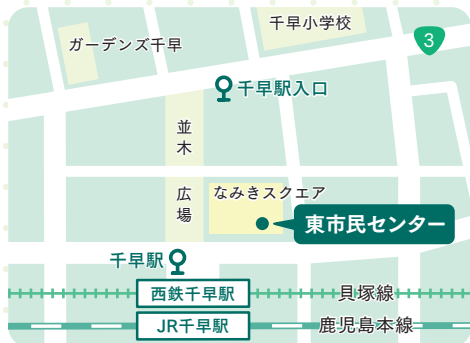 千早小学校
3
ガーデンズ千早
千早駅入口
並木
広場
なみきスクエア
東市民センター
千早駅
西鉄千早駅
貝塚線
JR千早駅
鹿児島本線